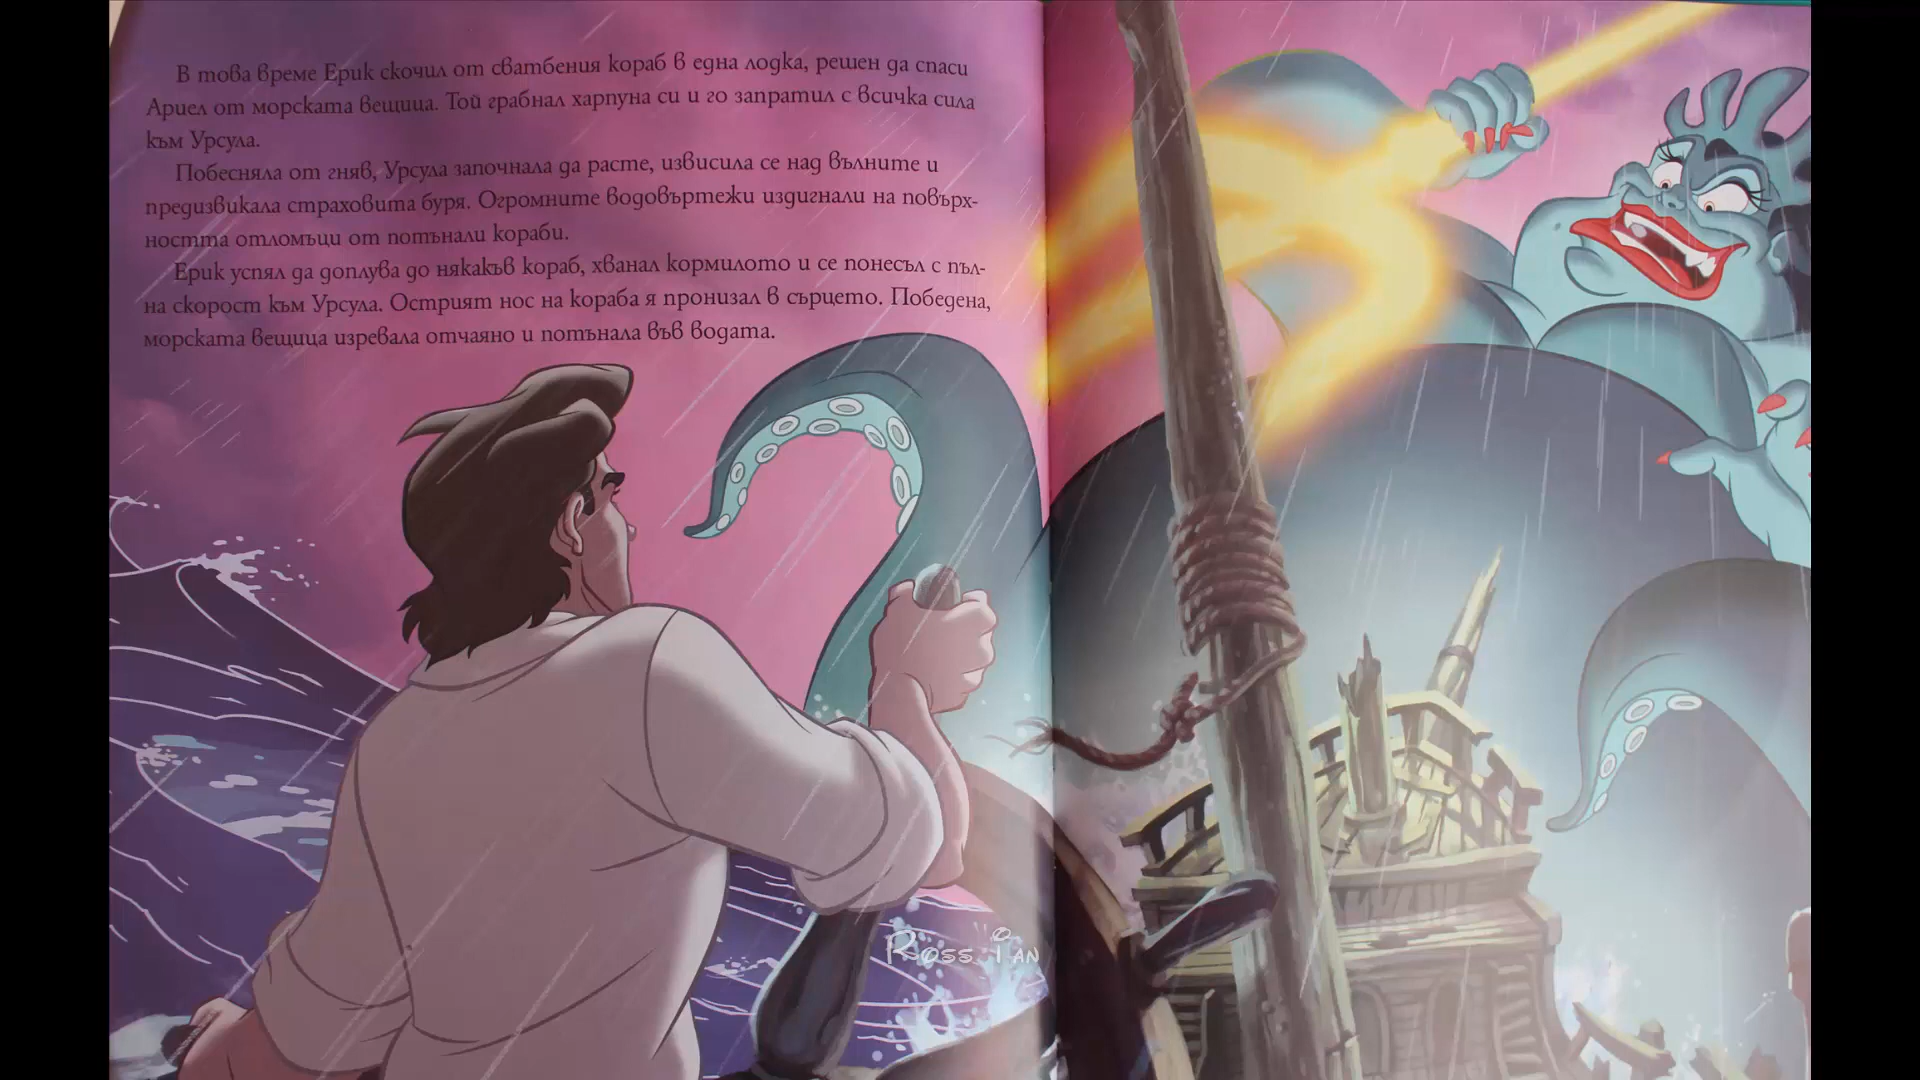 В това време Ерик скочил от сватбения кораб в една лодка, решен да спаси
Ариел от морската вещица. Той грабнал харпуна си и го запратил с всичка сила
към Урсула.
Побесняла от гняв, Урсула започнала да расте, извисила се над вълните и
предизвикала страховита буря. Огромните водовъртежи издигнали на повърх-
ността отломъци от потънали кораби.
Ерик успял да доплува до някакъв кораб, хванал кормилото и се понесъл с пъл-
на скорост към Урсула. Острият нос на кораба я пронизал в сърцето. Победена,
морската вещица изревала отчаяно и потънала във водата.
Ross Ian